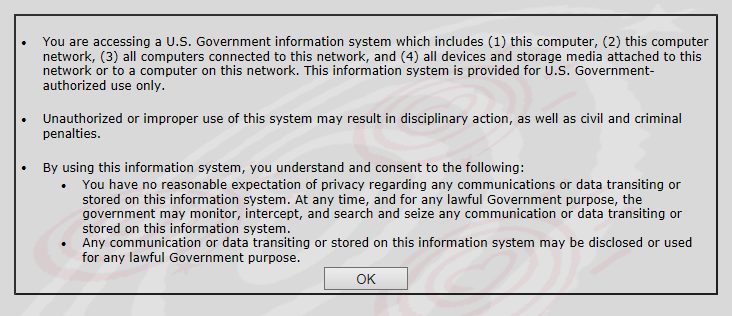 • You are accessing a U.S. Government information system which includes (1) this computer, (2) this computer
network, (3) all computers connected to this network, and (4) all devices and storage media attached to this
network or to a computer on this network. This information system is provided for U.S. Government-
authorized use only.
• Unauthorized or improper use of this system may result in disciplinary action, as well as civil and criminal
penalties.
• By using this information system, you understand and consent to the following:
• You have no reasonable expectation of privacy regarding any communications or data transiting or
stored on this information system. At any time, and for any lawful Government purpose, the
government may monitor, intercept, and search and seize any communication or data transiting or
stored on this information system.
• Any communication or data transiting or stored on this information system may be disclosed or used
for any lawful Government purpose.
OK